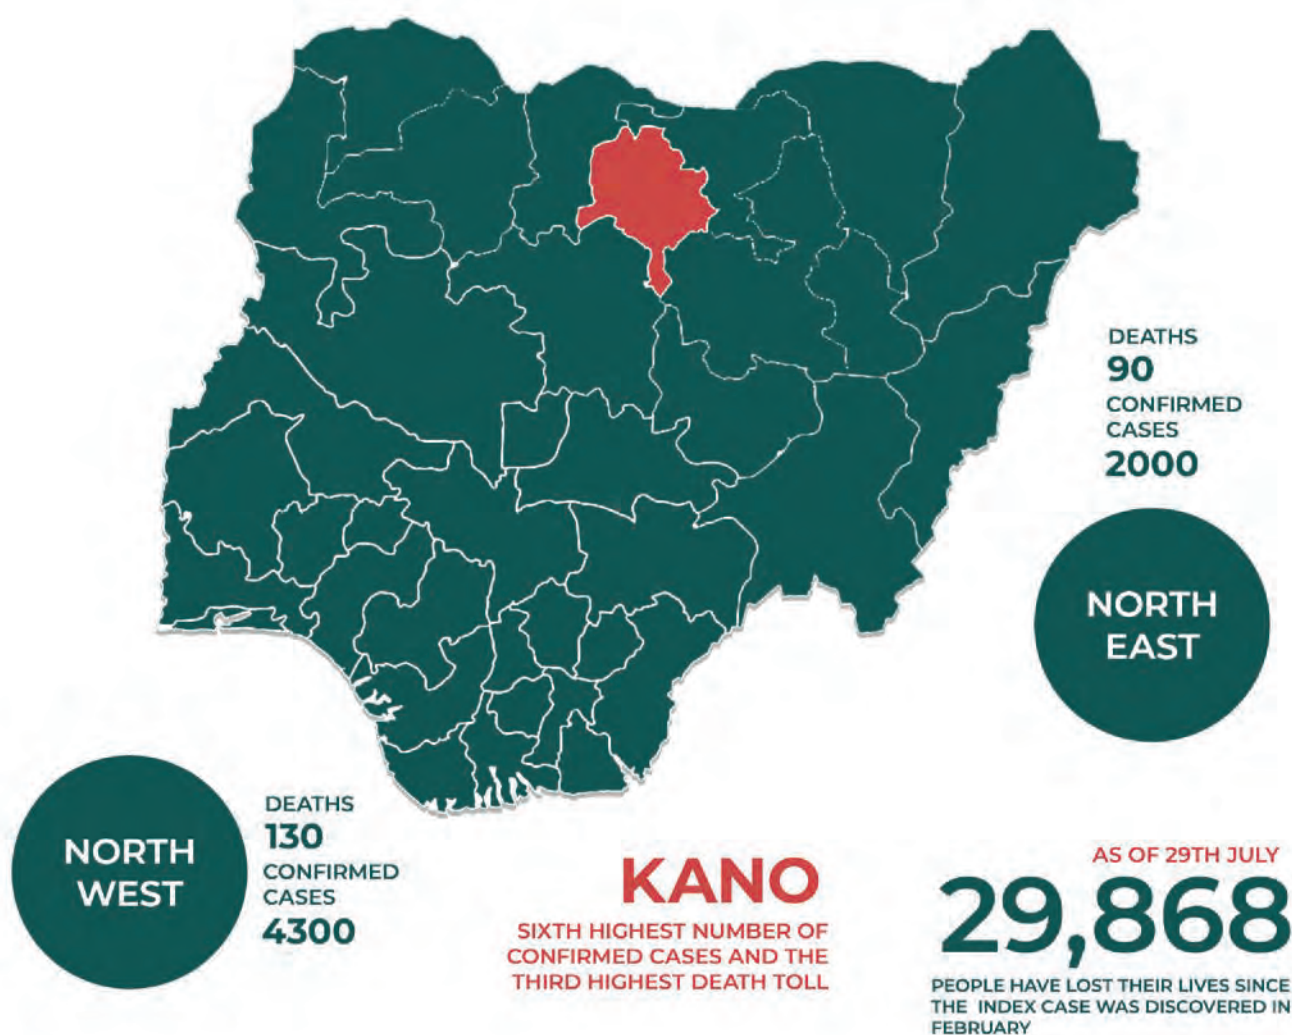 DEATHS
90
CONFIRMED
CASES
2000
NORTH
EAST
NORTH
WEST
DEATHS
130
CONFIRMED
CASES
4300
KANO
SIXTH HIGHEST NUMBER OF
CONFIRMED CASES AND THE
THIRD HIGHEST DEATH TOLL
AS OF 29TH JULY
29,868
PEOPLE HAVE LOST THEIR LIVES SINCE
THE INDEX CASE WAS DISCOVERED IN
FEBRUARY